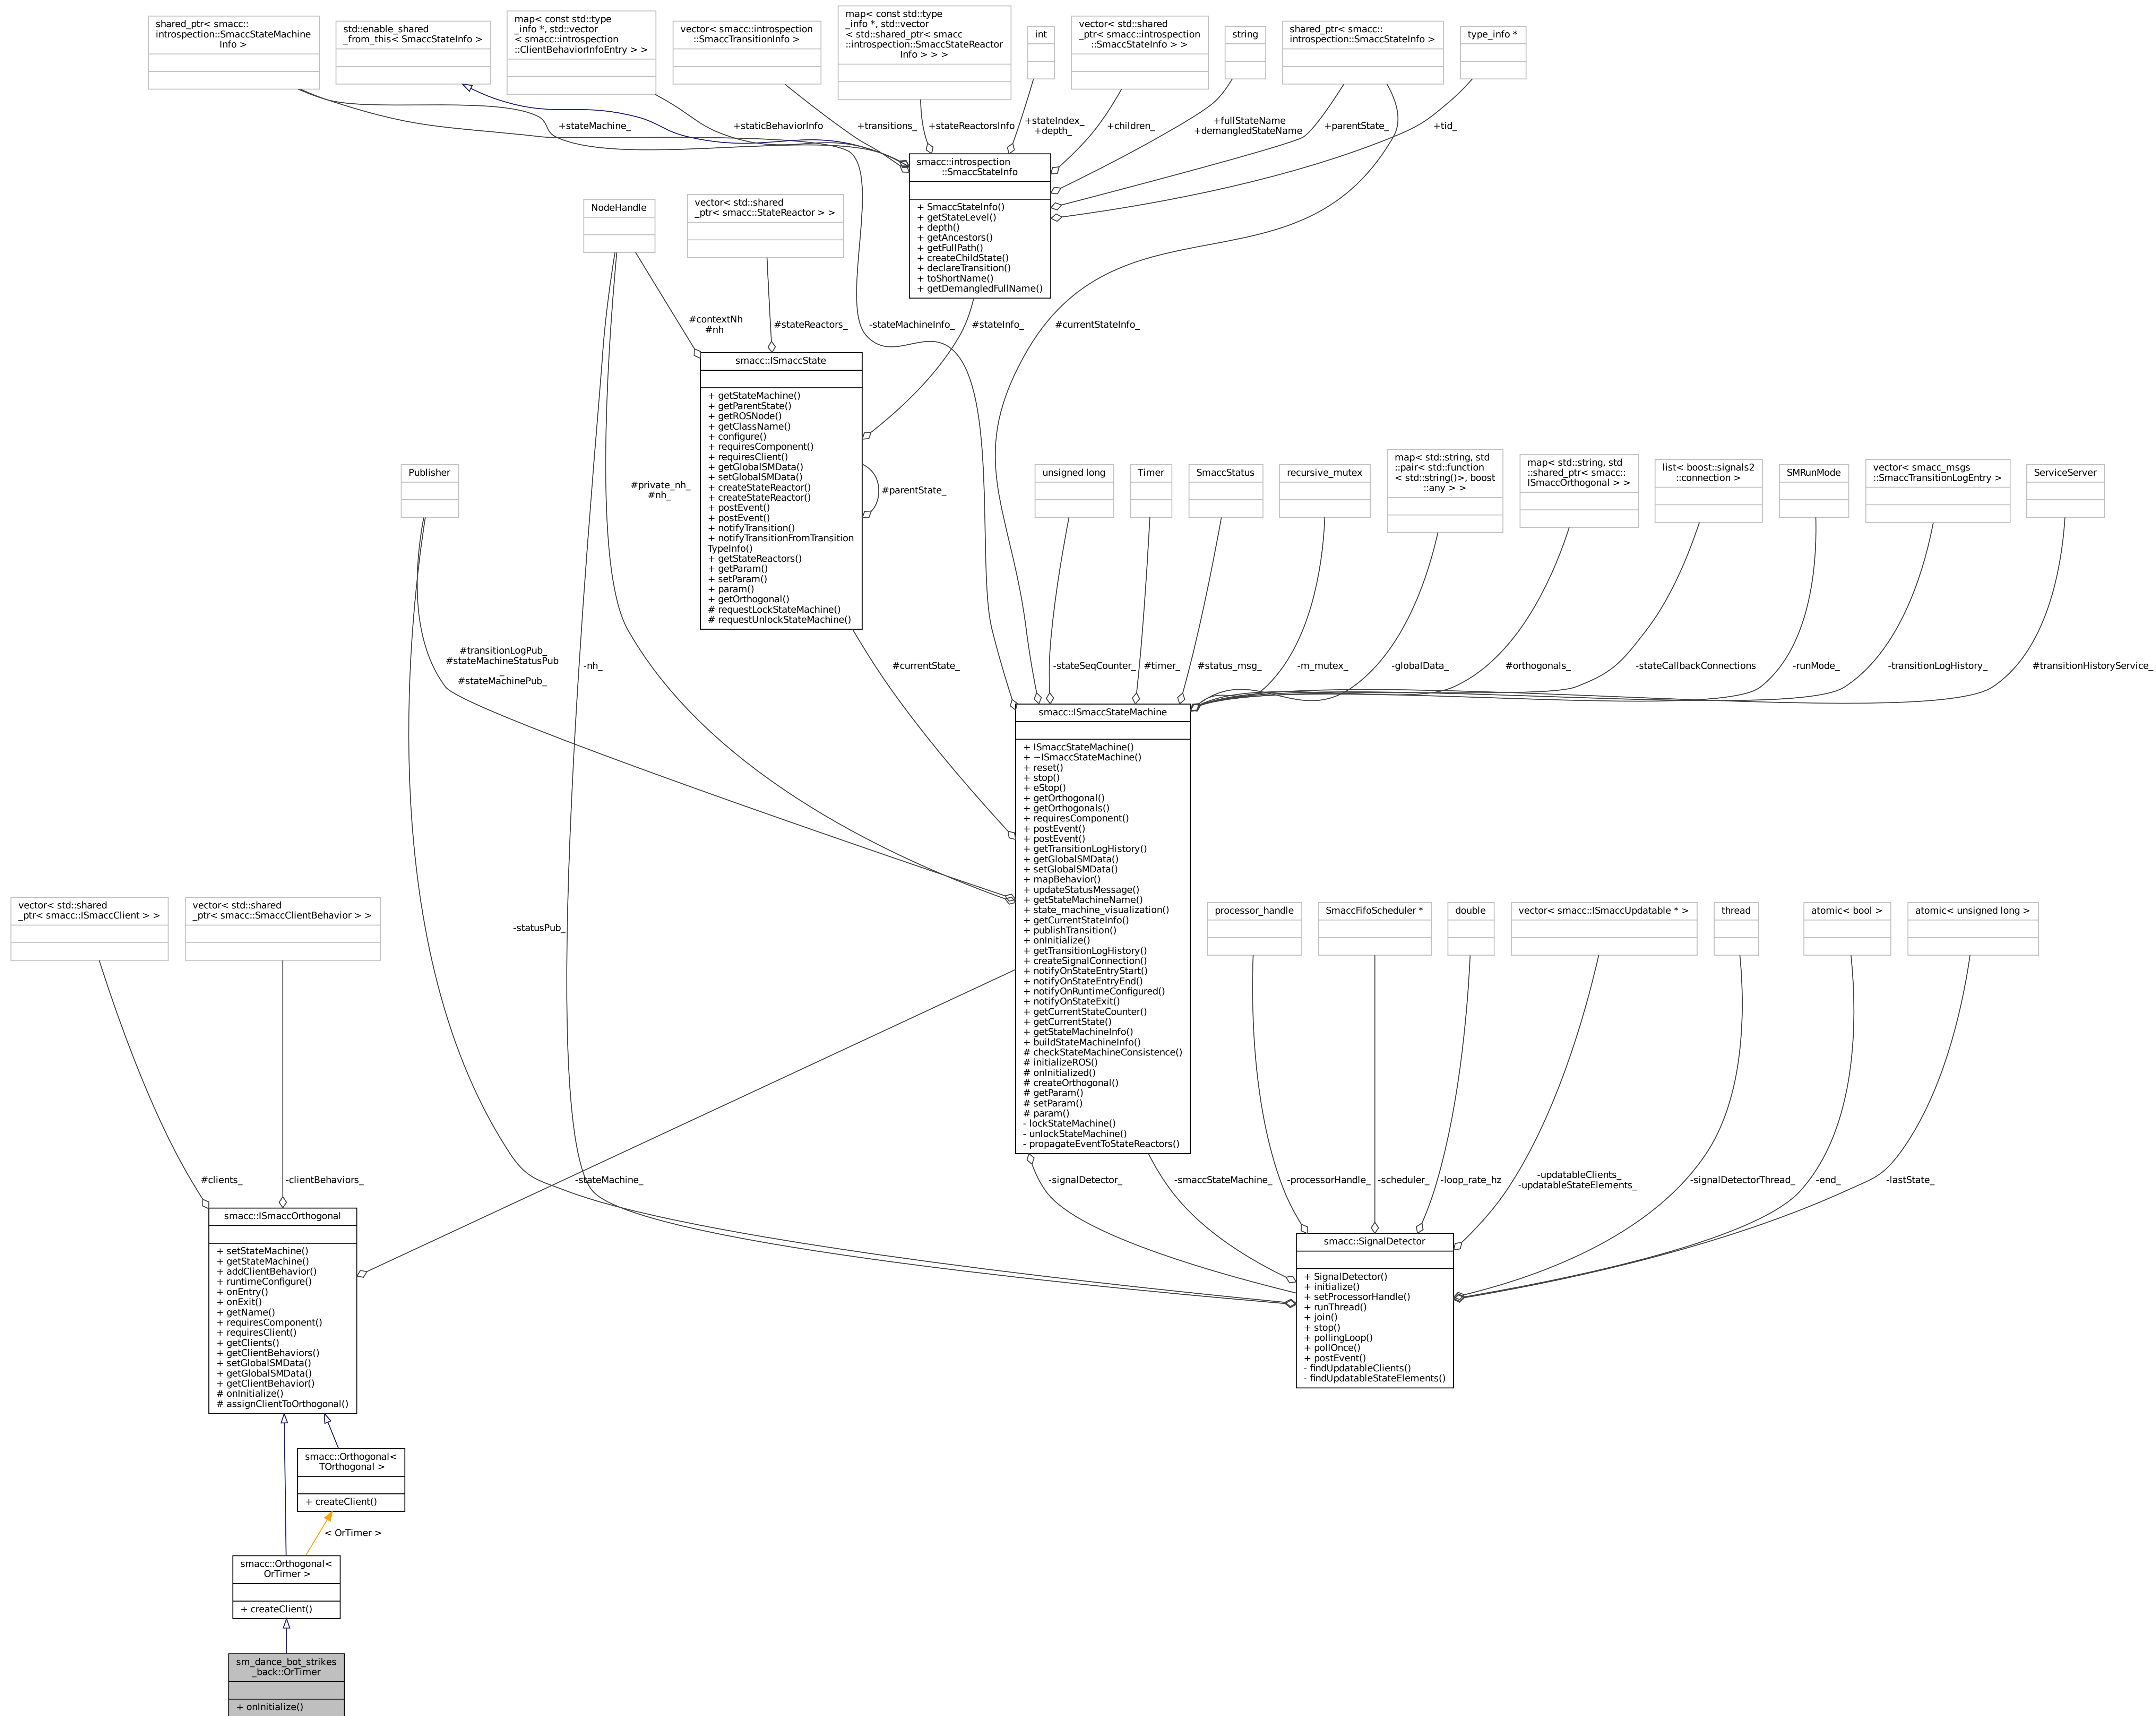 shared_ptr< smacc::
introspection::SmaccStateMachine
Info >
std::enable_shared
_from_this< SmaccStateInfo >
map< const std::type
_info *, std::vector
< smacc::introspection
::ClientBehaviorInfoEntry > >
vector< smacc::introspection
::SmaccTransitionInfo >
map< const std::type
_info *, std::vector
< std::shared_ptr< smacc
::introspection::SmaccStateReactor
Info > > >
int
vector< std::shared
_ptr< smacc::introspection
::SmaccStateInfo > >
string
shared_ptr< smacc::
introspection::SmaccStateInfo >
type_info *
+stateMachine_
+staticBehaviorInfo
+transitions_
+stateReactorsInfo
+stateIndex_
+depth_
+children_
+fullStateName
+demangledStateName
+parentState_
+tid_
smacc::introspection
::SmaccStateInfo
+ SmaccStateInfo()
+ getStateLevel()
+ depth()
+ getAncestors()
+ getFullPath()
+ createChildState()
+ declareTransition()
+ toShortName()
+ getDemangledFullName()
NodeHandle
vector< std::shared
_ptr< smacc::StateReactor > >
#contextNh
#nh
#stateReactors_
-stateMachineInfo_
#stateInfo_
#currentStateInfo_
smacc::ISmaccState
+ getStateMachine()
+ getParentState()
+ getROSNode()
+ getClassName()
+ configure()
+ requiresComponent()
+ requiresClient()
+ getGlobalSMData()
+ setGlobalSMData()
+ createStateReactor()
+ createStateReactor()
+ postEvent()
+ postEvent()
+ notifyTransition()
+ notifyTransitionFromTransition
TypeInfo()
+ getStateReactors()
+ getParam()
+ setParam()
+ param()
+ getOrthogonal()
# requestLockStateMachine()
# requestUnlockStateMachine()
#parentState_
Publisher
#private_nh_
#nh_
unsigned long
Timer
SmaccStatus
recursive_mutex
map< std::string, std
::pair< std::function
< std::string()>, boost
::any > >
map< std::string, std
::shared_ptr< smacc::
ISmaccOrthogonal > >
list< boost::signals2
::connection >
SMRunMode
vector< smacc_msgs
::SmaccTransitionLogEntry >
ServiceServer
#transitionLogPub_
#stateMachineStatusPub
_
#stateMachinePub_
-nh_
#currentState_
-stateSeqCounter_
#timer_
#status_msg_
-m_mutex_
-globalData_
#orthogonals_
-stateCallbackConnections
-runMode_
-transitionLogHistory_
#transitionHistoryService_
smacc::ISmaccStateMachine
+ ISmaccStateMachine()
+ ~ISmaccStateMachine()
+ reset()
+ stop()
+ eStop()
+ getOrthogonal()
+ getOrthogonals()
+ requiresComponent()
+ postEvent()
+ postEvent()
+ getTransitionLogHistory()
+ getGlobalSMData()
+ setGlobalSMData()
+ mapBehavior()
+ updateStatusMessage()
+ getStateMachineName()
+ state_machine_visualization()
+ getCurrentStateInfo()
+ publishTransition()
+ onInitialize()
+ getTransitionLogHistory()
+ createSignalConnection()
+ notifyOnStateEntryStart()
+ notifyOnStateEntryEnd()
+ notifyOnRuntimeConfigured()
+ notifyOnStateExit()
+ getCurrentStateCounter()
+ getCurrentState()
+ getStateMachineInfo()
+ buildStateMachineInfo()
# checkStateMachineConsistence()
# initializeROS()
# onInitialized()
# createOrthogonal()
# getParam()
# setParam()
# param()
- lockStateMachine()
- unlockStateMachine()
- propagateEventToStateReactors()
vector< std::shared
_ptr< smacc::ISmaccClient > >
vector< std::shared
_ptr< smacc::SmaccClientBehavior > >
-statusPub_
processor_handle
SmaccFifoScheduler *
double
vector< smacc::ISmaccUpdatable * >
thread
atomic< bool >
atomic< unsigned long >
#clients_
-clientBehaviors_
-stateMachine_
-signalDetector_
-smaccStateMachine_
-processorHandle_
-scheduler_
-loop_rate_hz
-updatableClients_
-updatableStateElements_
-signalDetectorThread_
-end_
-lastState_
smacc::ISmaccOrthogonal
+ setStateMachine()
+ getStateMachine()
+ addClientBehavior()
+ runtimeConfigure()
+ onEntry()
+ onExit()
+ getName()
+ requiresComponent()
+ requiresClient()
+ getClients()
+ getClientBehaviors()
+ setGlobalSMData()
+ getGlobalSMData()
+ getClientBehavior()
# onInitialize()
# assignClientToOrthogonal()
smacc::SignalDetector
+ SignalDetector()
+ initialize()
+ setProcessorHandle()
+ runThread()
+ join()
+ stop()
+ pollingLoop()
+ pollOnce()
+ postEvent()
- findUpdatableClients()
- findUpdatableStateElements()
smacc::Orthogonal<
TOrthogonal >
+ createClient()
< OrTimer >
smacc::Orthogonal<
OrTimer >
+ createClient()
sm_dance_bot_strikes
_back::OrTimer
+ onInitialize()